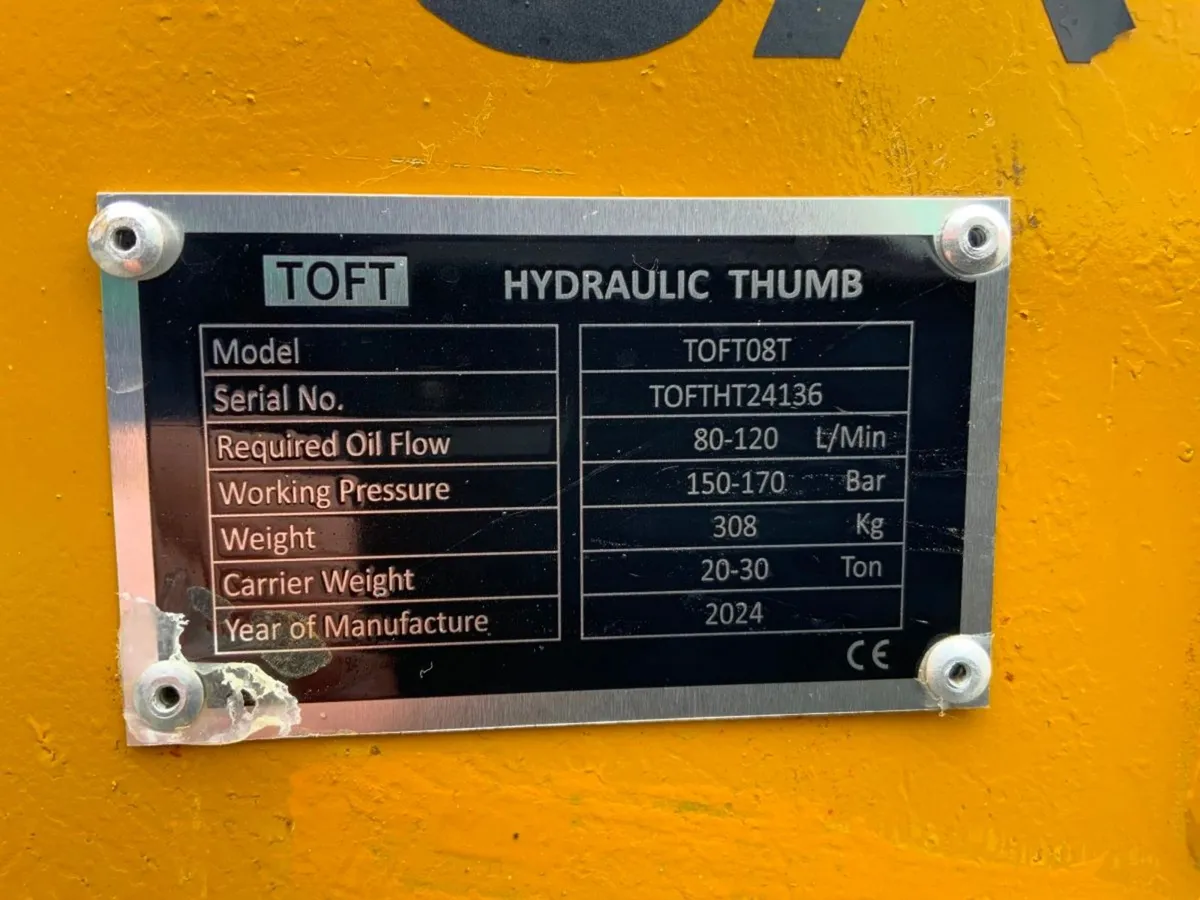 TOFT HYDRAULIC THUMB
Model TOFT08T
Serial No. TOFTHT24136
Required Oil Flow 80-120 L/Min
Working Pressure 150-170 Bar
Weight 308 Kg
Carrier Weight 20-30 Ton
Year of Manufacture 2024
CE